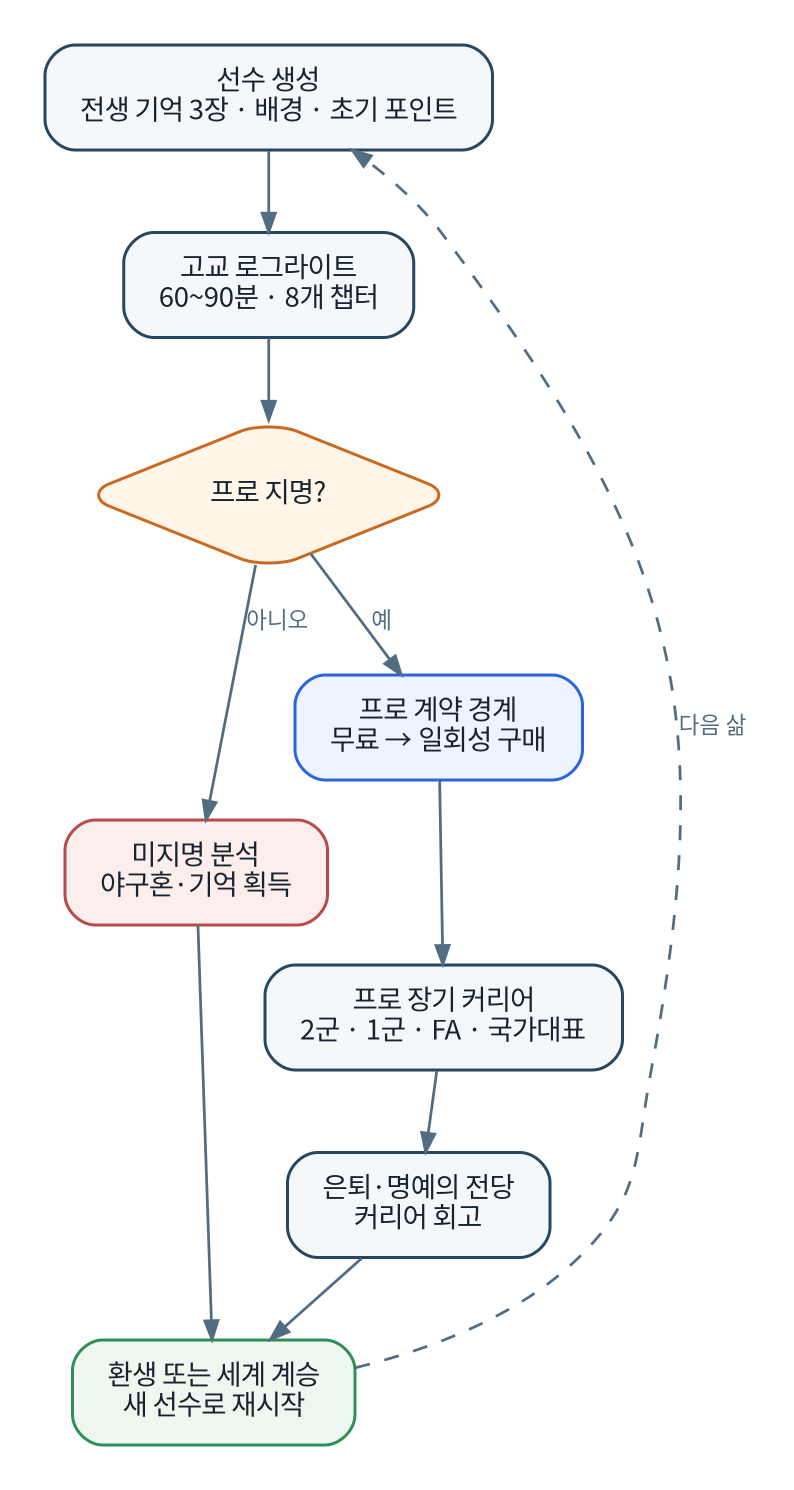 선수 생성
전생 기억 3장 · 배경 · 초기 포인트
고교 로그라이트
60~90분 · 8개 챕터
프로 지명?
아니오
예
프로 계약 경계
무료 → 일회성 구매
다음 삶
미지명 분석
야구혼·기억 획득
프로 장기 커리어
2군 · 1군 · FA · 국가대표
은퇴·명예의 전당
커리어 회고
환생 또는 세계 계승
새 선수로 재시작